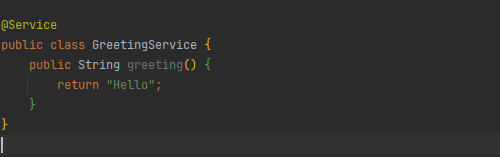 @Service
public class GreetingService {
    public String greeting() {
        return "Hello";
    }
}